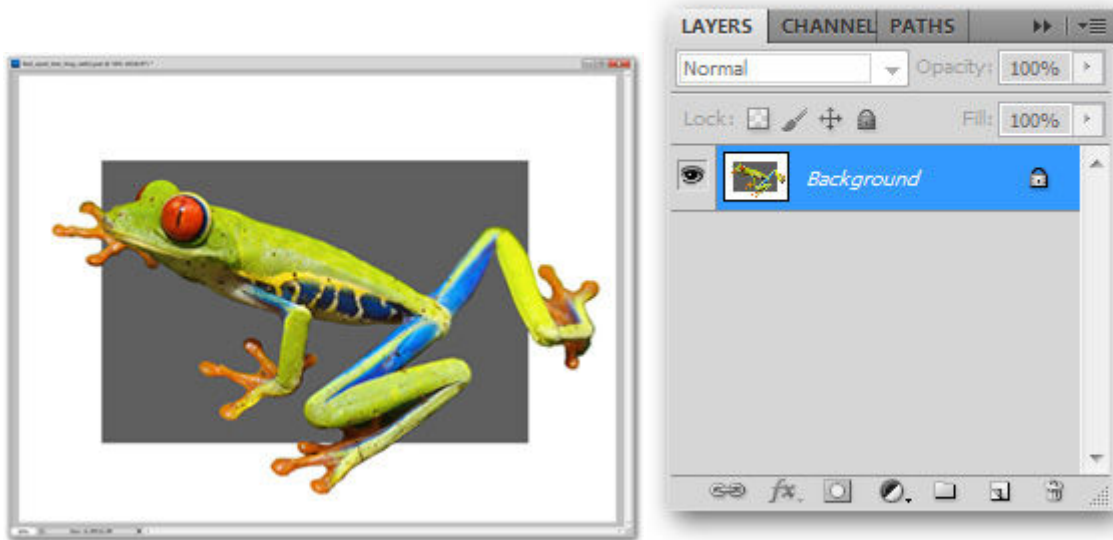 LAYERS CHANNEL PATHS
Normal Opacity: 100%
Lock: Fill: 100%
Background